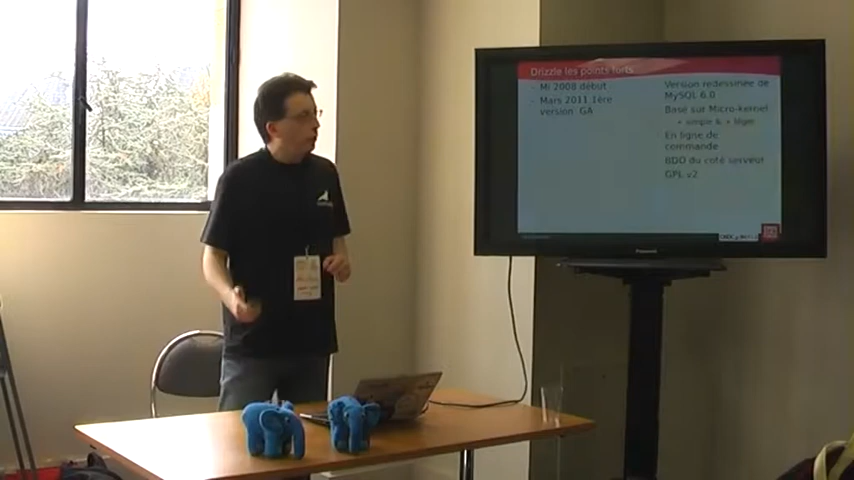 Drizzle les points forts
Mi 2008 début
Mars 2011 1ère
version GA
Version redessinée de
MySQL 6.0
Base sur Micro-kernel
+ simple & + léger
En ligne de
commande
BDD du coté serveur
GPL v2
Panasonic